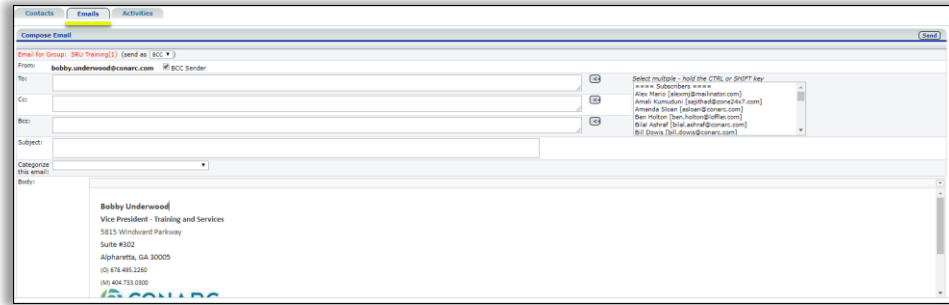 Contacts Emails Activities
Compose Email Send
Email for Group: SRU Training(1) (send as BCC ▼)
From: bobby.underwood@conarc.com BCC Sender
To: Select multiple - hold the CTRL or SHIFT key
==== Subscribers ====
Alex Mario [alexmj@mailinator.com]
Cc: Amali Kumuduni [sajithad@zone24x7.com]
Amanda Sloan [asloan@conarc.com]
Ben Holton [ben.holton@loffler.com]
Bcc: Bilal Ashraf [bilal.ashraf@conarc.com]
Bill Dowis [bill.dowis@conarc.com]
Subject:
Categorize
this email:
Body:
Bobby Underwood
Vice President - Training and Services
5815 Windward Parkway
Suite #302
Alpharetta, GA 30005
(O) 678.495.2260
(M) 404.733.0300
CONARC